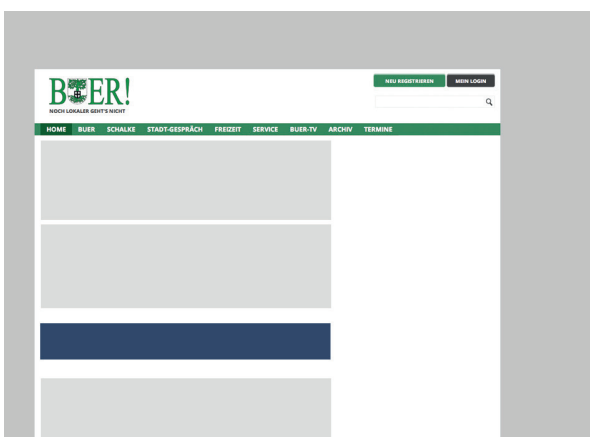 BUER!
NOCH LOKALER GEHT'S NICHT
NEU REGISTRIEREN MEIN LOGIN
HOME BUER SCHALKE STADT-GESPRÄCH FREIZEIT SERVICE BUER-TV ARCHIV TERMINE